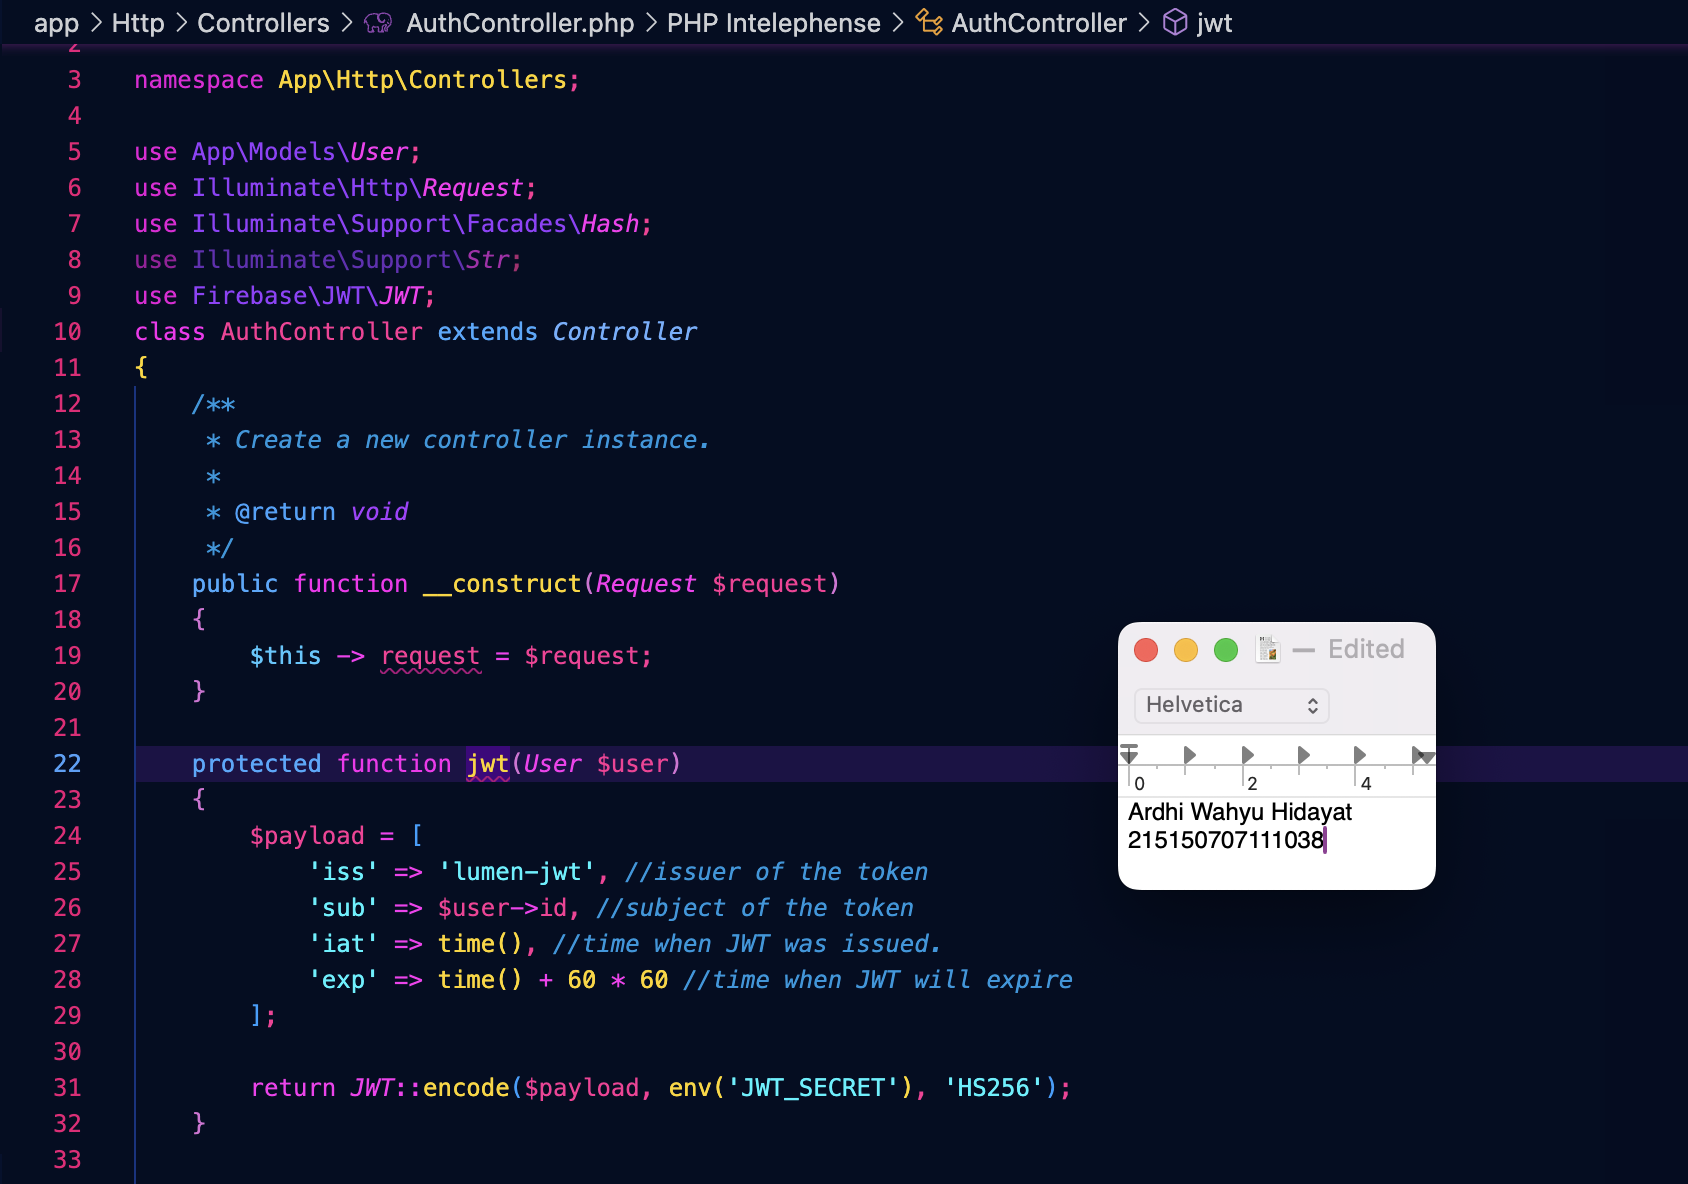 app > Http > Controllers > AuthController.php > PHP Intelephense > AuthController > jwt
2
3 namespace App\Http\Controllers;
4
5 use App\Models\User;
6 use Illuminate\Http\Request;
7 use Illuminate\Support\Facades\Hash;
8 use Illuminate\Support\Str;
9 use Firebase\JWT\JWT;
10 class AuthController extends Controller
11 {
12     /**
13      * Create a new controller instance.
14      *
15      * @return void
16      */
17     public function __construct(Request $request)
18     {
19         $this -> request = $request;
20     }
21
22     protected function jwt(User $user)
23     {
24         $payload = [
25             'iss' => 'lumen-jwt', //issuer of the token
26             'sub' => $user->id, //subject of the token
27             'iat' => time(), //time when JWT was issued.
28             'exp' => time() + 60 * 60 //time when JWT will expire
29         ];
30
31         return JWT::encode($payload, env('JWT_SECRET'), 'HS256');
32     }
33
— Edited
Helvetica
0 2 4
Ardhi Wahyu Hidayat
215150707111038